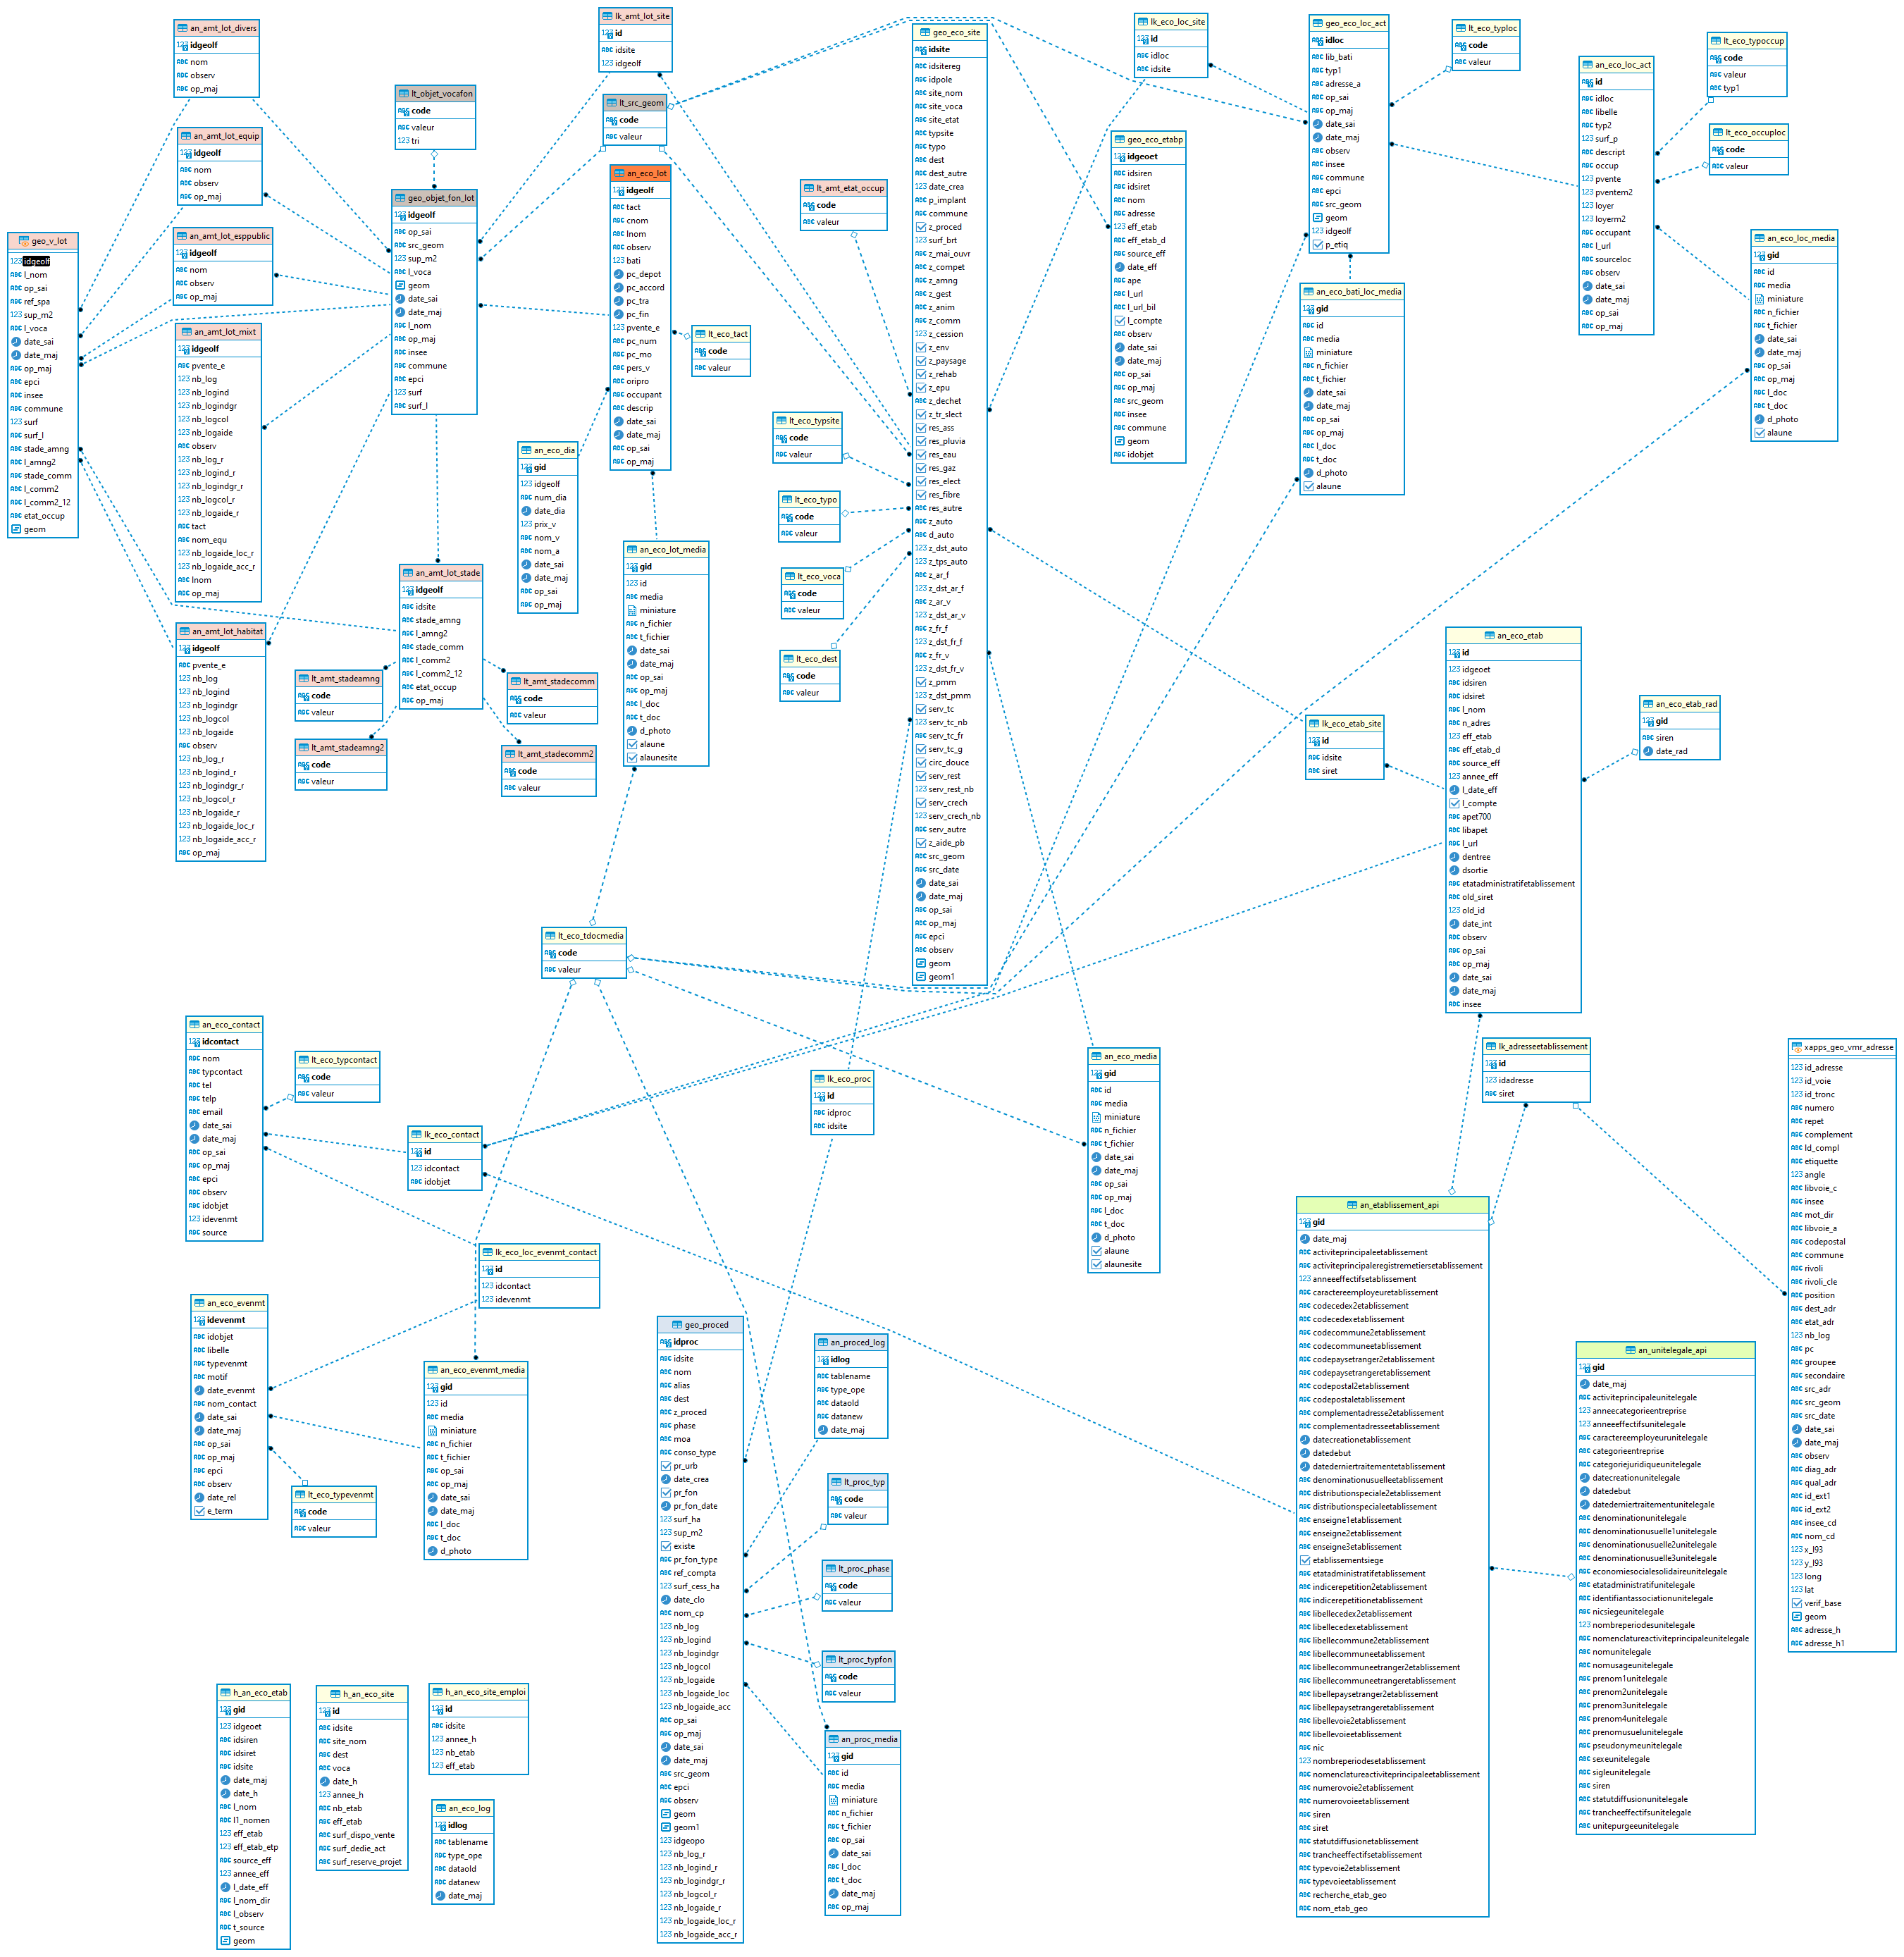 an_amt_lot_divers
idgeolf
nom
observ
op_maj
an_amt_lot_equip
idgeolf
nom
observ
op_maj
an_amt_lot_esppublic
idgeolf
nom
observ
op_maj
geo_v_lot
idgeolf
l_nom
op_sai
ref_spa
sup_m2
l_voca
date_sai
date_maj
op_maj
epci
insee
commune
surf
surf_l
stade_amng
l_amng2
stade_comm
l_comm2
l_comm2_12
etat_occup
geom
an_amt_lot_mixt
idgeolf
pvente_e
nb_log
nb_logind
nb_logindgr
nb_logcol
nb_logaide
observ
nb_log_r
nb_logind_r
nb_logindgr_r
nb_logcol_r
nb_logaide_r
tact
nom_equ
nb_logaide_loc_r
nb_logaide_acc_r
lnom
op_maj
an_amt_lot_habitat
idgeolf
pvente_e
nb_log
nb_logind
nb_logindgr
nb_logcol
nb_logaide
observ
nb_log_r
nb_logind_r
nb_logindgr_r
nb_logcol_r
nb_logaide_r
nb_logaide_loc_r
nb_logaide_acc_r
op_maj
lt_objet_vocafon
code
valeur
tri
geo_objet_fon_lot
idgeolf
op_sai
src_geom
sup_m2
l_voca
geom
date_sai
date_maj
l_nom
op_maj
insee
commune
epci
surf
surf_l
an_amt_lot_stade
idgeolf
idsite
stade_amng
l_amng2
stade_comm
l_comm2
l_comm2_12
etat_occup
op_maj
lt_amt_stadeamng
code
valeur
lt_amt_stadeamng2
code
valeur
lt_amt_stadecomm
code
valeur
lt_amt_stadecomm2
code
valeur
lk_amt_lot_site
id
idsite
idgeolf
lt_src_geom
code
valeur
an_eco_lot
idgeolf
tact
cnom
lnom
observ
bati
pc_depot
pc_accord
pc_tra
pc_fin
pvente_e
pc_num
pc_mo
pers_v
oripro
occupant
descrip
date_sai
date_maj
op_sai
op_maj
lt_eco_tact
code
valeur
an_eco_dia
gid
idgeolf
num_dia
date_dia
prix_v
nom_v
nom_a
date_sai
date_maj
op_sai
op_maj
an_eco_lot_media
gid
id
media
miniature
n_fichier
t_fichier
date_sai
date_maj
op_sai
op_maj
l_doc
t_doc
d_photo
alaune
alaunesite
lt_amt_etat_occup
code
valeur
lt_eco_typsite
code
valeur
lt_eco_typo
code
valeur
lt_eco_voca
code
valeur
lt_eco_dest
code
valeur
geo_eco_site
idsite
idsitereg
idpole
site_nom
site_voca
site_etat
typsite
typo
dest
dest_autre
date_crea
p_implant
commune
z_proced
surf_brt
z_mai_ouvr
z_compet
z_amng
z_gest
z_anim
z_comm
z_cession
z_env
z_paysage
z_rehab
z_epu
z_dechet
z_tr_slect
res_ass
res_pluvia
res_eau
res_gaz
res_elect
res_fibre
res_autre
z_auto
d_auto
z_dst_auto
z_tps_auto
z_ar_f
z_dst_ar_f
z_ar_v
z_dst_ar_v
z_fr_f
z_dst_fr_f
z_fr_v
z_dst_fr_v
z_pmm
z_dst_pmm
serv_tc
serv_tc_nb
serv_tc_fr
serv_tc_g
circ_douce
serv_rest
serv_rest_nb
serv_crech
serv_crech_nb
serv_autre
z_aide_pb
src_geom
src_date
date_sai
date_maj
op_sai
op_maj
epci
observ
geom
geom1
lk_eco_loc_site
id
idloc
idsite
geo_eco_etabp
idgeoet
idsiren
idsiret
nom
adresse
eff_etab
eff_etab_d
source_eff
date_eff
ape
l_url
l_url_bil
l_compte
observ
date_sai
date_maj
op_sai
op_maj
src_geom
insee
commune
geom
idobjet
geo_eco_loc_act
idloc
lib_bati
typ1
adresse_a
op_sai
op_maj
date_sai
date_maj
observ
insee
commune
epci
src_geom
geom
idgeolf
p_etiq
lt_eco_typloc
code
valeur
an_eco_bati_loc_media
gid
id
media
miniature
n_fichier
t_fichier
date_sai
date_maj
op_sai
op_maj
l_doc
t_doc
d_photo
alaune
an_eco_loc_act
id
idloc
libelle
typ2
surf_p
descript
occup
pvente
pventem2
loyer
loyerm2
occupant
l_url
sourceloc
observ
date_sai
date_maj
op_sai
op_maj
lt_eco_typoccup
code
valeur
typ1
lt_eco_occuploc
code
valeur
an_eco_loc_media
gid
id
media
miniature
n_fichier
t_fichier
date_sai
date_maj
op_sai
op_maj
l_doc
t_doc
d_photo
alaune
an_eco_etab
id
idgeoet
idsiren
idsiret
l_nom
n_adres
eff_etab
eff_etab_d
source_eff
annee_eff
l_date_eff
l_compte
apet700
libapet
l_url
dentree
dsortie
etatadministratifetablissement
old_siret
old_id
date_int
observ
op_sai
op_maj
date_sai
date_maj
insee
an_eco_etab_rad
gid
siren
date_rad
lk_eco_etab_site
id
idsite
siret
lt_eco_tdocmedia
code
valeur
an_eco_contact
idcontact
nom
typcontact
tel
telp
email
date_sai
date_maj
op_sai
op_maj
epci
observ
idobjet
idevenmt
source
lt_eco_typcontact
code
valeur
lk_eco_contact
id
idcontact
idobjet
lk_eco_loc_evenmt_contact
id
idcontact
idevenmt
an_eco_evenmt
idevenmt
idobjet
libelle
typevenmt
motif
date_evenmt
nom_contact
date_sai
date_maj
op_sai
op_maj
epci
observ
date_rel
e_term
lt_eco_typevenmt
code
valeur
an_eco_evenmt_media
gid
id
media
miniature
n_fichier
t_fichier
op_sai
op_maj
date_sai
date_maj
l_doc
t_doc
d_photo
lk_eco_proc
id
idproc
idsite
an_eco_media
gid
id
media
miniature
n_fichier
t_fichier
date_sai
date_maj
op_sai
op_maj
l_doc
t_doc
d_photo
alaune
alaunesite
geo_proced
idproc
idsite
nom
alias
dest
z_proced
phase
moa
conso_type
pr_urb
date_crea
pr_fon
pr_fon_date
surf_ha
sup_m2
existe
pr_fon_type
ref_compta
surf_cess_ha
date_clo
nom_cp
nb_log
nb_logind
nb_logindgr
nb_logcol
nb_logaide
nb_logaide_loc
nb_logaide_acc
op_sai
op_maj
date_sai
date_maj
src_geom
epci
observ
geom
geom1
idgeopo
nb_log_r
nb_logind_r
nb_logindgr_r
nb_logcol_r
nb_logaide_r
nb_logaide_loc_r
nb_logaide_acc_r
an_proced_log
idlog
tablename
type_ope
dataold
datanew
date_maj
lt_proc_typ
code
valeur
lt_proc_phase
code
valeur
lt_proc_typfon
code
valeur
an_proc_media
gid
id
media
miniature
n_fichier
t_fichier
op_sai
date_sai
l_doc
t_doc
date_maj
op_maj
h_an_eco_etab
gid
idgeoet
idsiren
idsiret
idsite
date_maj
date_h
l_nom
l1_nomen
eff_etab
eff_etab_etp
source_eff
annee_eff
l_date_eff
l_nom_dir
l_observ
t_source
geom
h_an_eco_site
id
idsite
site_nom
dest
voca
date_h
annee_h
nb_etab
eff_etab
surf_dispo_vente
surf_dedie_act
surf_reserve_projet
h_an_eco_site_emploi
id
idsite
annee_h
nb_etab
eff_etab
an_eco_log
idlog
tablename
type_ope
dataold
datanew
date_maj
lk_adresseetablissement
id
idadresse
siret
an_etablissement_api
gid
date_maj
activiteprincipaleetablissement
activiteprincipaleregistremetiersetablissement
anneeeffectifsetablissement
caractereemployeuretablissement
codecedex2etablissement
codecedexetablissement
codecommune2etablissement
codecommuneetablissement
codepaysetranger2etablissement
codepaysetrangeretablissement
codepostal2etablissement
codepostaletablissement
complementadresse2etablissement
complementadresseetablissement
datecreationetablissement
datedebut
datederniertraitementetablissement
denominationusuelleetablissement
distributionspeciale2etablissement
distributionspecialeetablissement
enseigne1etablissement
enseigne2etablissement
enseigne3etablissement
etablissementsiege
etatadministratifetablissement
indicerepetition2etablissement
indicerepetitionetablissement
libellecedex2etablissement
libellecedexetablissement
libellecommune2etablissement
libellecommuneetablissement
libellecommuneetranger2etablissement
libellecommuneetrangeretablissement
libellepaysetranger2etablissement
libellepaysetrangeretablissement
libellevoie2etablissement
libellevoieetablissement
nic
nombreperiodesetablissement
nomenclatureactiviteprincipaleetablissement
numerovoie2etablissement
numerovoieetablissement
siren
siret
statutdiffusionetablissement
trancheeffectifsetablissement
typevoie2etablissement
typevoieetablissement
recherche_etab_geo
nom_etab_geo
an_unitelegale_api
gid
date_maj
activiteprincipaleunitelegale
anneecategorieentreprise
anneeeffectifsunitelegale
caractereemployeurunitelegale
categorieentreprise
categoriejuridiqueunitelegale
datecreationunitelegale
datedebut
datederniertraitementunitelegale
denominationunitelegale
denominationusuelle1unitelegale
denominationusuelle2unitelegale
denominationusuelle3unitelegale
economiesocialesolidaireunitelegale
etatadministratifunitelegale
identifiantassociationunitelegale
nicsiegeunitelegale
nombreperiodesunitelegale
nomenclatureactiviteprincipaleunitelegale
nomunitelegale
nomusageunitelegale
prenom1unitelegale
prenom2unitelegale
prenom3unitelegale
prenom4unitelegale
prenomusuelunitelegale
pseudonymeunitelegale
sexeunitelegale
sigleunitelegale
siren
statutdiffusionunitelegale
trancheeffectifsunitelegale
unitepurgeeunitelegale
xapps_geo_vmr_adresse
id_adresse
id_voie
id_tronc
numero
repet
complement
ld_compl
etiquette
angle
libvoie_c
insee
mot_dir
libvoie_a
codepostal
commune
rivoli
rivoli_cle
position
dest_adr
etat_adr
nb_log
pc
groupee
secondaire
src_adr
src_geom
src_date
date_sai
date_maj
observ
diag_adr
qual_adr
id_ext1
id_ext2
insee_cd
nom_cd
x_l93
y_l93
long
lat
verif_base
geom
adresse_h
adresse_h1